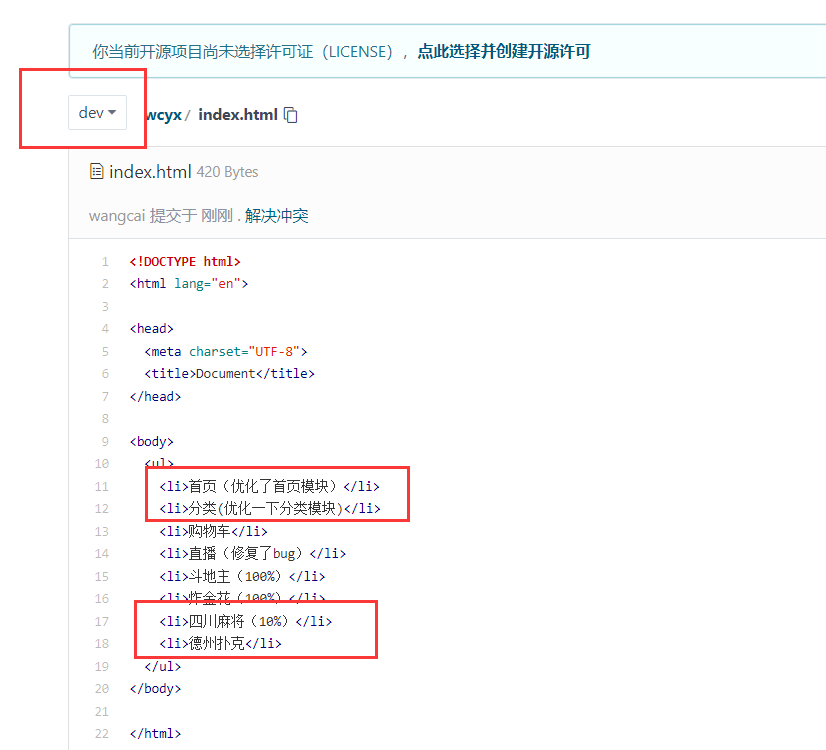 你当前开源项目尚未选择许可证（LICENSE），点此选择并创建开源许可
dev wcyx / index.html
index.html 420 Bytes
wangcai 提交于 刚刚 . 解决冲突
1 <!DOCTYPE html>
2 <html lang="en">
3
4 <head>
5 <meta charset="UTF-8">
6 <title>Document</title>
7 </head>
8
9 <body>
10 <ul>
11 <li>首页（优化了首页模块）</li>
12 <li>分类(优化一下分类模块)</li>
13 <li>购物车</li>
14 <li>直播（修复了bug）</li>
15 <li>斗地主（100%）</li>
16 <li>炸金花（100%）</li>
17 <li>四川麻将（10%）</li>
18 <li>德州扑克</li>
19 </ul>
20 </body>
21
22 </html>